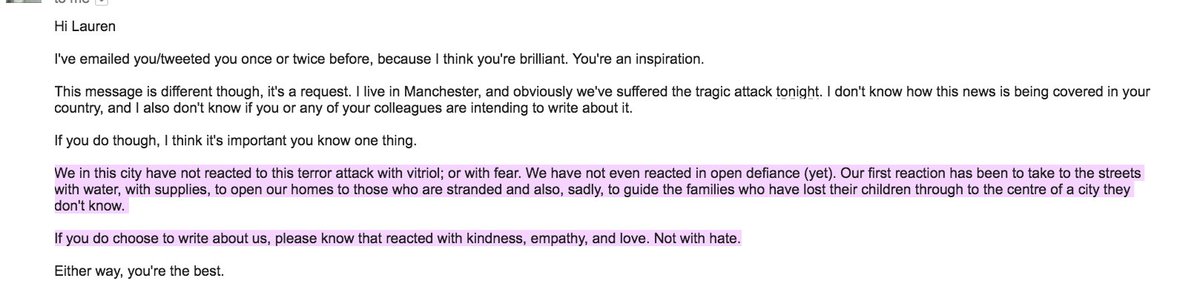 to me
Hi Lauren
I've emailed you/tweeted you once or twice before, because I think you're brilliant. You're an inspiration.
This message is different though, it's a request. I live in Manchester, and obviously we've suffered the tragic attack tonight. I don't know how this news is being covered in your
country, and I also don't know if you or any of your colleagues are intending to write about it.
If you do though, I think it's important you know one thing.
We in this city have not reacted to this terror attack with vitriol; or with fear. We have not even reacted in open defiance (yet). Our first reaction has been to take to the streets
with water, with supplies, to open our homes to those who are stranded and also, sadly, to guide the families who have lost their children through to the centre of a city they
don't know.
If you do choose to write about us, please know that reacted with kindness, empathy, and love. Not with hate.
Either way, you're the best.